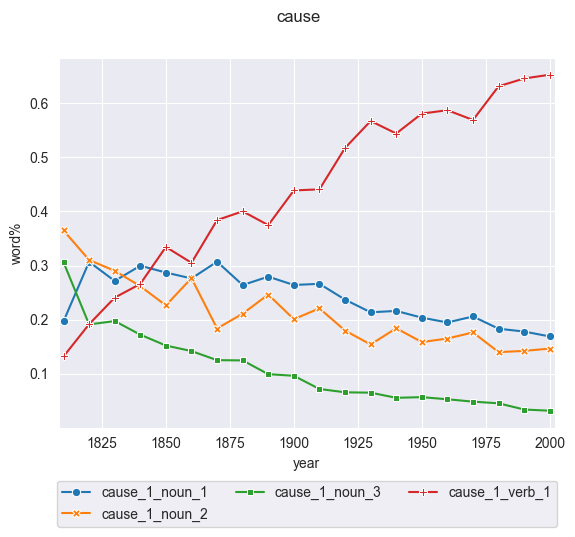 cause
0.6
0.5
0.4
0.3
0.2
0.1
word%
1825 1850 1875 1900 1925 1950 1975 2000
year
cause_1_noun_1 cause_1_noun_3 cause_1_verb_1
cause_1_noun_2